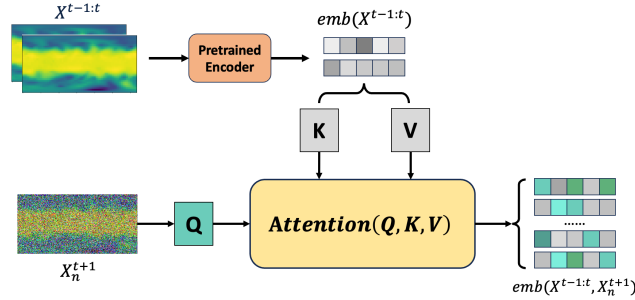 X^{t-1:t}
emb(X^{t-1:t})
Pretrained
Encoder
K
V
Q
Attention(Q, K, V)
......
X_n^{t+1}
emb(X^{t-1:t}, X_n^{t+1})